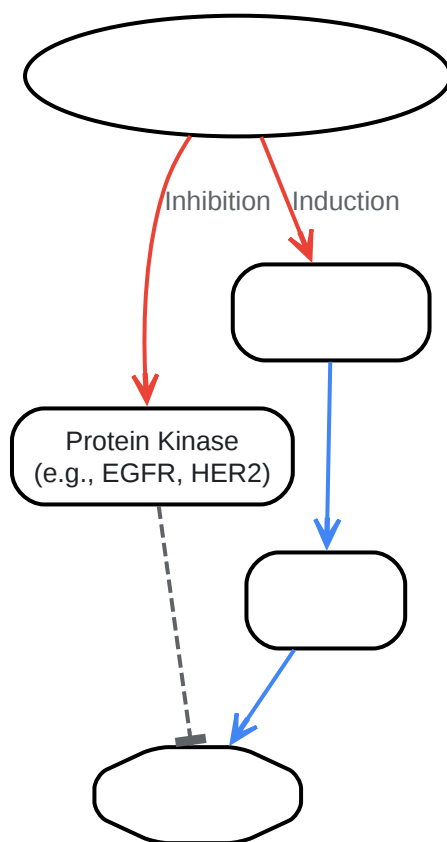 Inhibition
Induction
Protein Kinase
(e.g., EGFR, HER2)